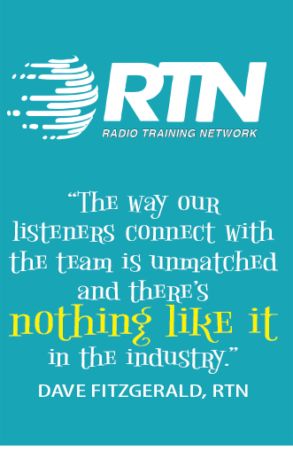 RTN
RADIO TRAINING NETWORK
“The way our
listeners connect with
the team is unmatched
and there's
nothing like it
in the industry.”
DAVE FITZGERALD, RTN